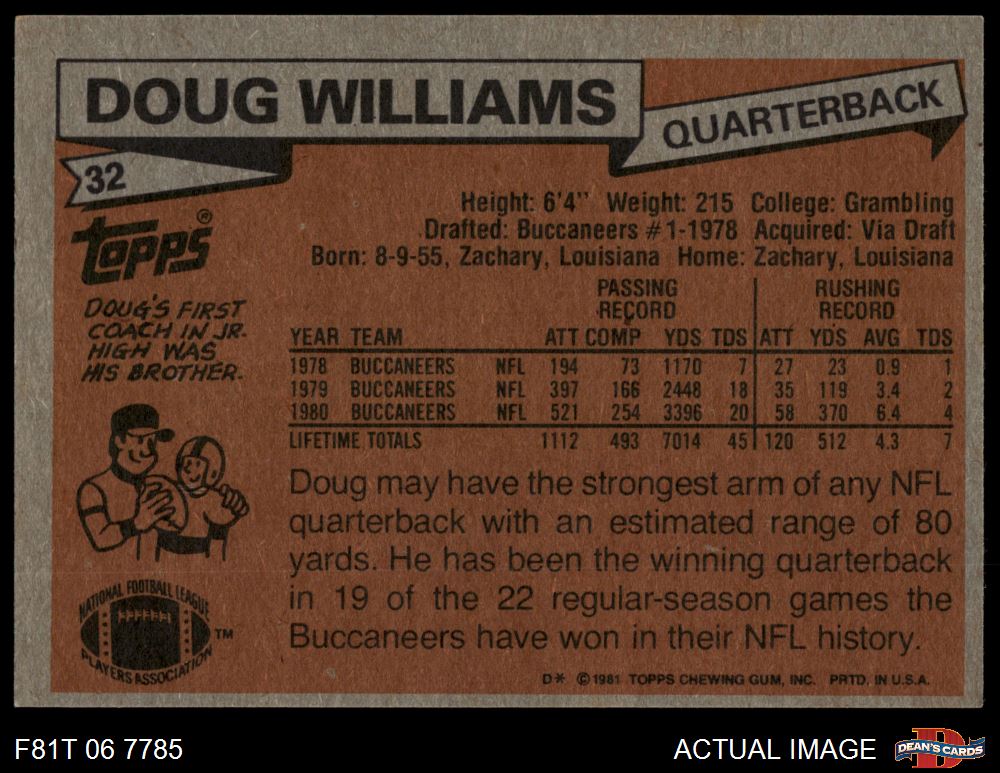 DOUG WILLIAMS
QUARTERBACK
32
Height: 6'4" Weight: 215 College: Grambling
Drafted: Buccaneers #1-1978 Acquired: Via Draft
Born: 8-9-55, Zachary, Louisiana Home: Zachary, Louisiana
TOPPS®
DOUG'S FIRST
COACH IN JR.
HIGH WAS
HIS BROTHER.
PASSING RUSHING
RECORD RECORD
YEAR TEAM ATT COMP YDS TDS ATT YDS AVG TDS
1978 BUCCANEERS NFL 194 73 1170 7 27 23 0.9 1
1979 BUCCANEERS NFL 397 166 2448 18 35 119 3.4 2
1980 BUCCANEERS NFL 521 254 3396 20 58 370 6.4 4
LIFETIME TOTALS 1112 493 7014 45 120 512 4.3 7
Doug may have the strongest arm of any NFL
quarterback with an estimated range of 80
yards. He has been the winning quarterback
in 19 of the 22 regular-season games the
Buccaneers have won in their NFL history.
NATIONAL FOOTBALL LEAGUE
PLAYERS ASSOCIATION
TM
D* ©1981 TOPPS CHEWING GUM, INC. PRTD. IN U.S.A.
F81T 06 7785
ACTUAL IMAGE
D
DEAN'S CARDS